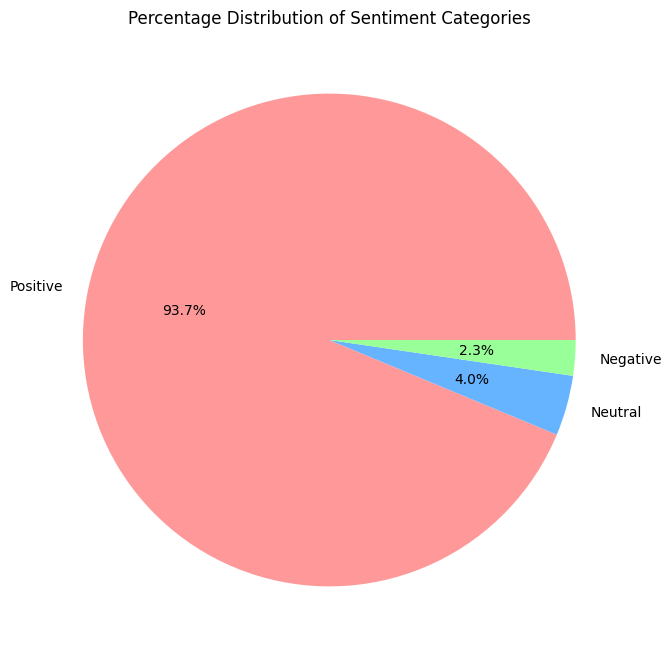 Percentage Distribution of Sentiment Categories
Positive
93.7%
2.3%
Negative
4.0%
Neutral